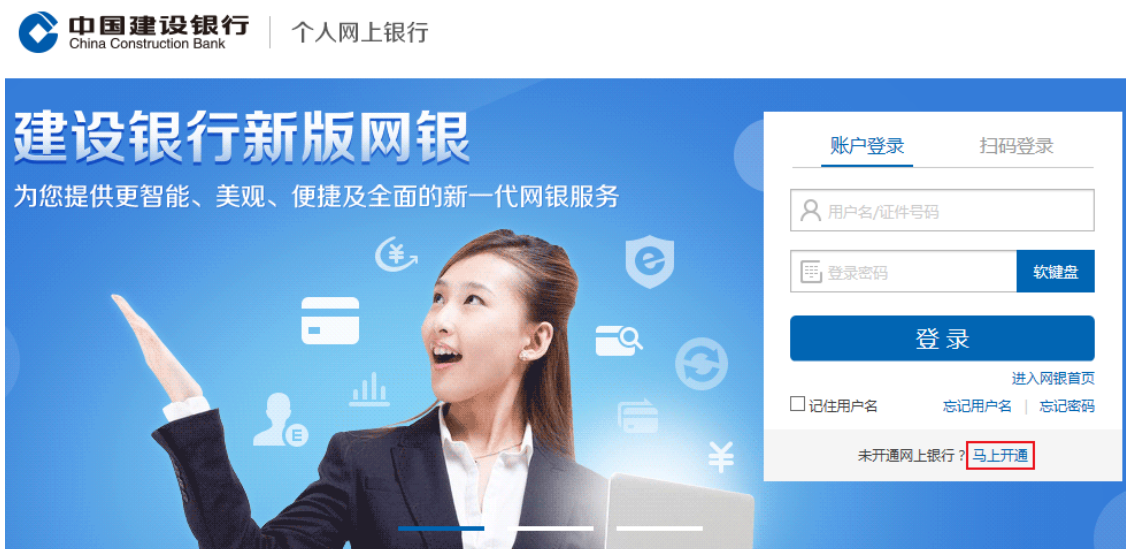 中国建设银行
China Construction Bank
个人网上银行
建设银行新版网银
为您提供更智能、美观、便捷及全面的新一代网银服务
账户登录
扫码登录
用户名/证件号码
登录密码
软键盘
登 录
进入网银首页
记住用户名
忘记用户名 | 忘记密码
未开通网上银行？马上开通